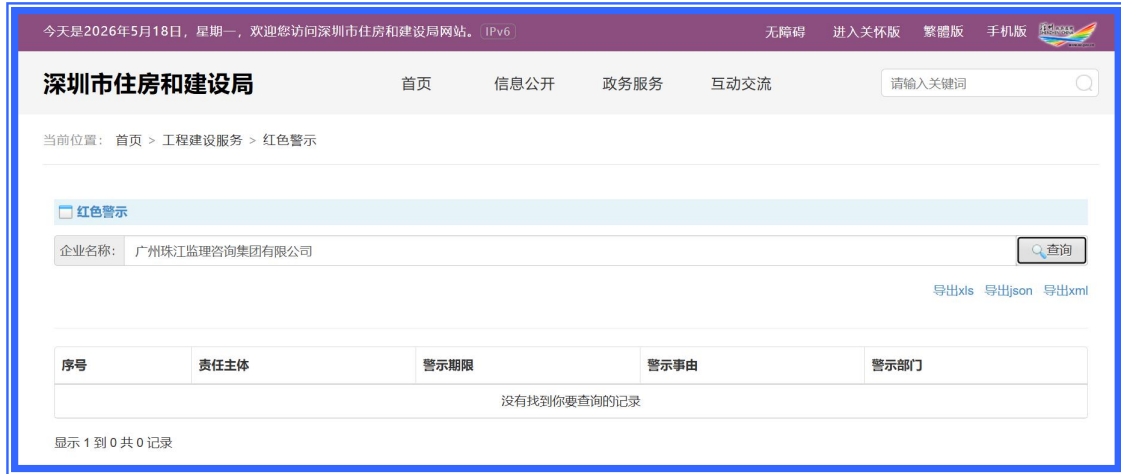 今天是2026年5月18日，星期一，欢迎您访问深圳市住房和建设局网站。 IPv6 无障碍 进入关怀版 繁體版 手机版
深圳市住房和建设局 首页 信息公开 政务服务 互动交流 请输入关键词
当前位置： 首页 > 工程建设服务 > 红色警示
红色警示
企业名称： 广州珠江监理咨询集团有限公司 查询
导出xls 导出json 导出xml
序号 责任主体 警示期限 警示事由 警示部门
没有找到你要查询的记录
显示 1 到 0 共 0 记录